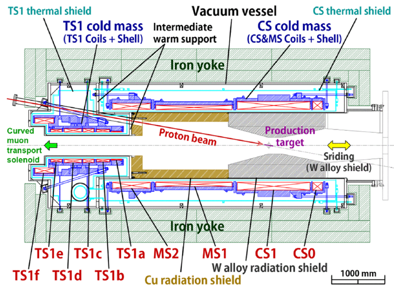 TS1 thermal shield
TS1 cold mass
(TS1 Coils + Shell)
Intermediate
warm support
Vacuum vessel
CS cold mass
(CS&MS Coils + Shell)
CS thermal shield
Iron yoke
Curved
muon
transport
solenoid
Proton beam
Production
target
Sriding
(W alloy shield)
Iron yoke
TS1f
TS1e
TS1d
TS1c
TS1b
TS1a
MS2
MS1
CS1
CS0
W alloy radiation shield
Cu radiation shield
1000 mm